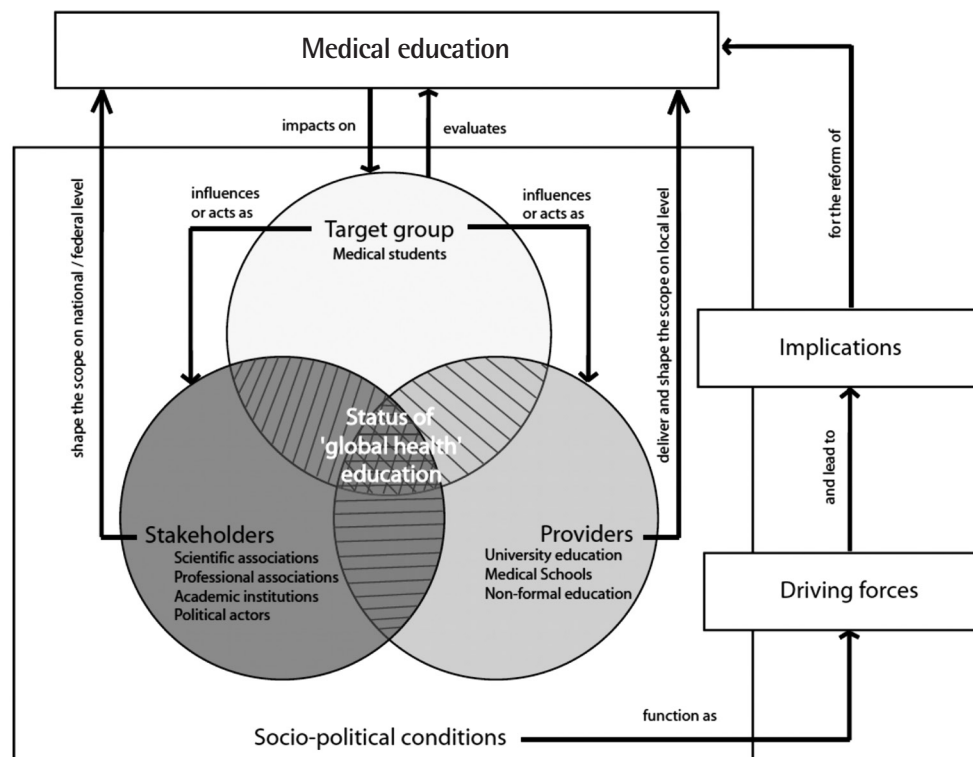 Medical education
impacts on
evaluates
for the reform of
shape the scope on national / federal level
deliver and shape the scope on local level
influences
or acts as
influences
or acts as
Target group
Medical students
Implications
Status of
'global health'
education
and lead to
Stakeholders
Scientific associations
Professional associations
Academic institutions
Political actors
Providers
University education
Medical Schools
Non-formal education
Driving forces
function as
Socio-political conditions